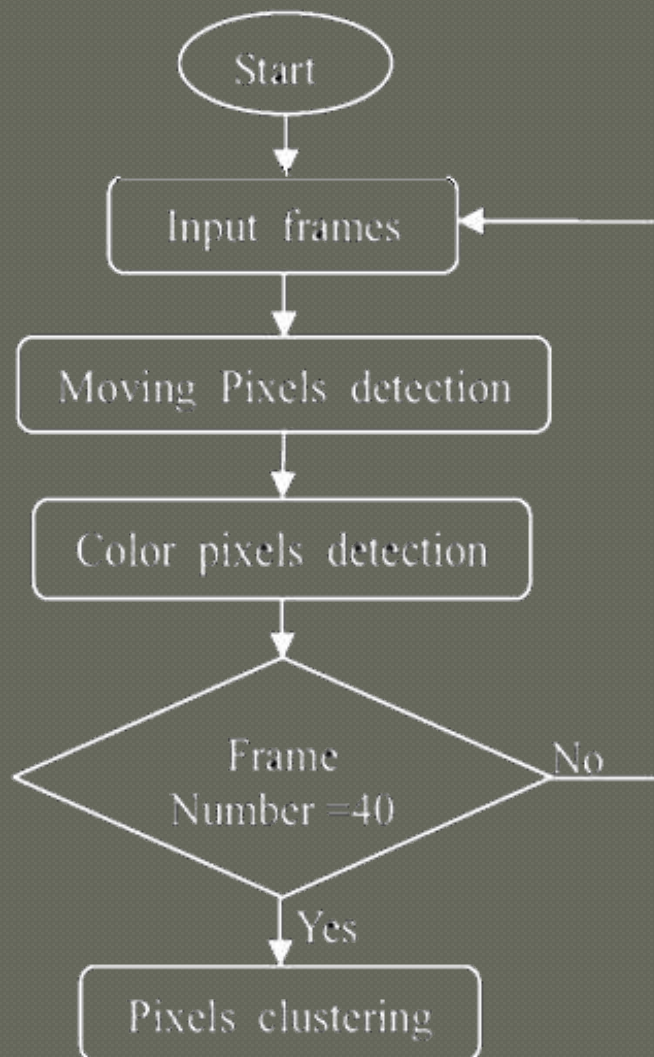 Start
Input frames
Moving Pixels detection
Color pixels detection
Frame
Number =40
No
Yes
Pixels clustering